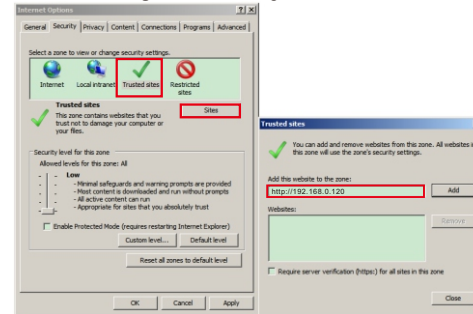 Internet Options
General Security Privacy Content Connections Programs Advanced
Select a zone to view or change security settings.
Internet Local intranet Trusted sites Restricted
sites
Trusted sites
Sites
This zone contains websites that you
trust not to damage your computer or
your files.
Security level for this zone
Allowed levels for this zone: All
Low
- Minimal safeguards and warning prompts are provided
- Most content is downloaded and run without prompts
- All active content can run
- Appropriate for sites that you absolutely trust
Enable Protected Mode (requires restarting Internet Explorer)
Custom level... Default level
Reset all zones to default level
OK Cancel Apply
Trusted sites
You can add and remove websites from this zone. All websites in
this zone will use the zone's security settings.
Add this website to the zone:
http://192.168.0.120 Add
Websites:
Remove
Require server verification (https:) for all sites in this zone
Close